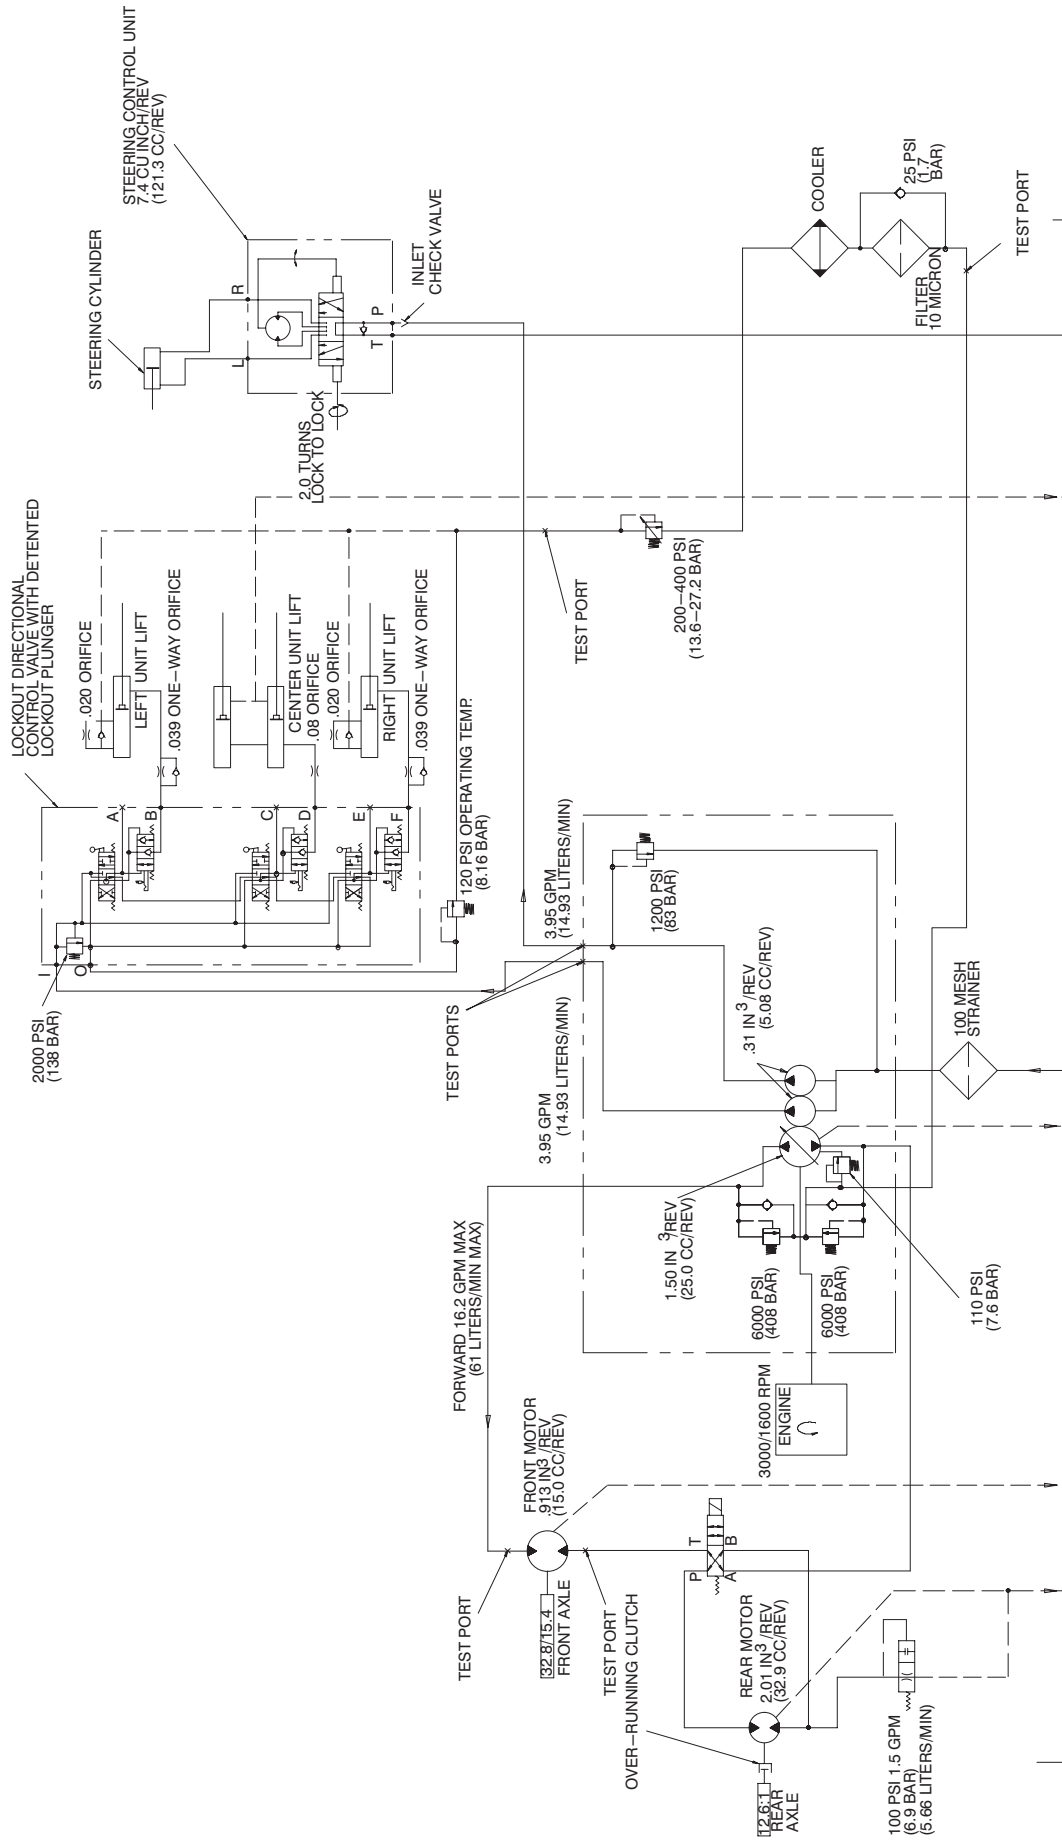 STEERING CONTROL UNIT
7.4 CU INCH/REV
(121.3 CC/REV)
STEERING CYLINDER
L
R
T
P
INLET
CHECK VALVE
2.0 TURNS
LOCK TO LOCK
COOLER
25 PSI
(1.7
BAR)
FILTER
10 MICRON
TEST PORT
LOCKOUT DIRECTIONAL
CONTROL VALVE WITH DETENTED
LOCKOUT PLUNGER
.020 ORIFICE
LEFT UNIT LIFT
.039 ONE-WAY ORIFICE
CENTER UNIT LIFT
.08 ORIFICE
.020 ORIFICE
RIGHT UNIT LIFT
.039 ONE-WAY ORIFICE
A
B
C
D
E
F
I
O
2000 PSI
(138 BAR)
120 PSI OPERATING TEMP.
(8.16 BAR)
TEST PORT
200-400 PSI
(13.6-27.2 BAR)
TEST PORTS
3.95 GPM
(14.93 LITERS/MIN)
3.95 GPM
(14.93 LITERS/MIN)
1200 PSI
(83 BAR)
.31 IN 3 /REV
(5.08 CC/REV)
100 MESH
STRAINER
FORWARD 16.2 GPM MAX
(61 LITERS/MIN MAX)
1.50 IN 3/REV
(25.0 CC/REV)
6000 PSI
(408 BAR)
6000 PSI
(408 BAR)
110 PSI
(7.6 BAR)
3000/1600 RPM
ENGINE
FRONT MOTOR
.913 IN3 /REV
(15.0 CC/REV)
TEST PORT
32.8/15.4
FRONT AXLE
TEST PORT
P
T
A
B
OVER-RUNNING CLUTCH
REAR MOTOR
2.01 IN3 /REV
(32.9 CC/REV)
12.6:1
REAR
AXLE
100 PSI 1.5 GPM
(6.9 BAR)
(5.66 LITERS/MIN)